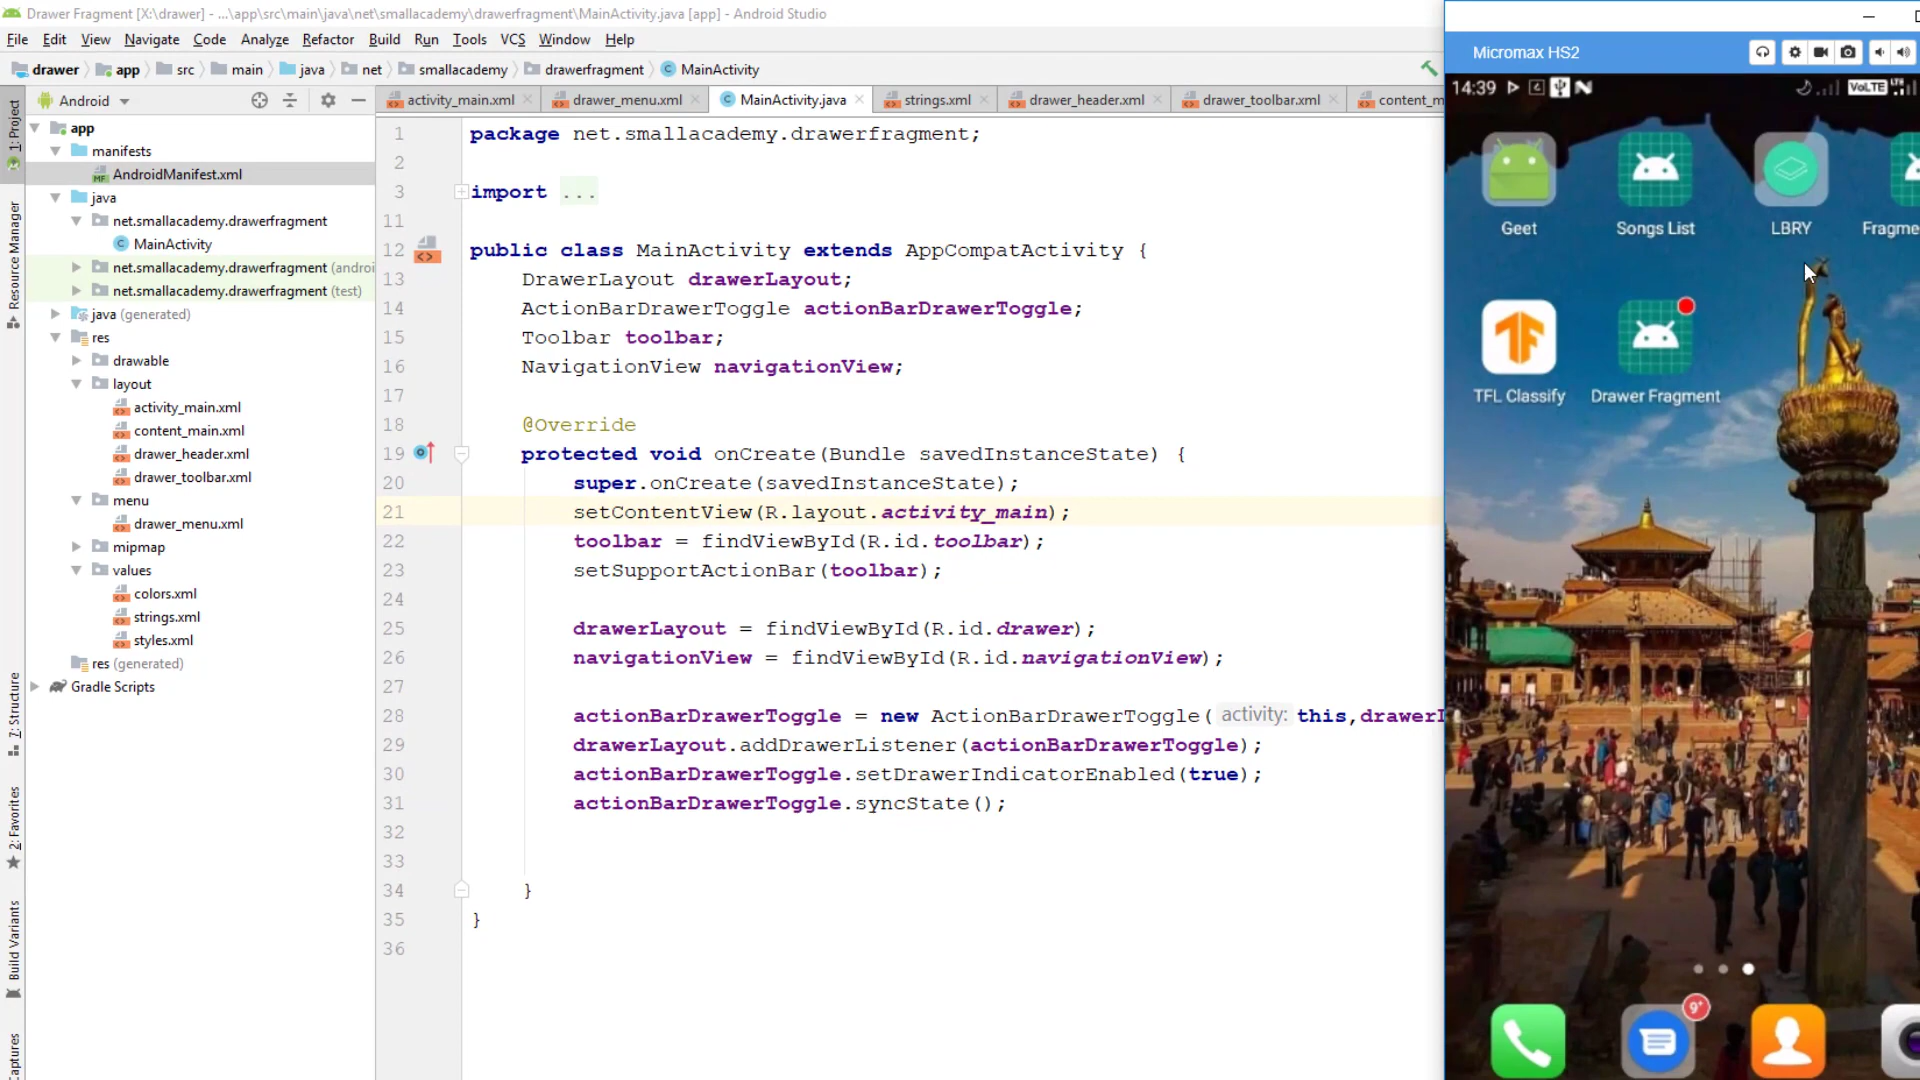 Drawer Fragment [X:\drawer] - ...\app\src\main\java\net\smallacademy\drawerfragment\MainActivity.java [app] - Android Studio
File Edit View Navigate Code Analyze Refactor Build Run Tools VCS Window Help
drawer app src main java net smallacademy drawerfragment MainActivity
Android
activity_main.xml drawer_menu.xml MainActivity.java strings.xml drawer_header.xml drawer_toolbar.xml content_m
1: Project
Resource Manager
7: Structure
2: Favorites
Build Variants
Captures
app
manifests
AndroidManifest.xml
java
net.smallacademy.drawerfragment
MainActivity
net.smallacademy.drawerfragment (androi
net.smallacademy.drawerfragment (test)
java (generated)
res
drawable
layout
activity_main.xml
content_main.xml
drawer_header.xml
drawer_toolbar.xml
menu
drawer_menu.xml
mipmap
values
colors.xml
strings.xml
styles.xml
res (generated)
Gradle Scripts
1 package net.smallacademy.drawerfragment;
2
3 import ...
11
12 public class MainActivity extends AppCompatActivity {
13 DrawerLayout drawerLayout;
14 ActionBarDrawerToggle actionBarDrawerToggle;
15 Toolbar toolbar;
16 NavigationView navigationView;
17
18 @Override
19 protected void onCreate(Bundle savedInstanceState) {
20 super.onCreate(savedInstanceState);
21 setContentView(R.layout.activity_main);
22 toolbar = findViewById(R.id.toolbar);
23 setSupportActionBar(toolbar);
24
25 drawerLayout = findViewById(R.id.drawer);
26 navigationView = findViewById(R.id.navigationView);
27
28 actionBarDrawerToggle = new ActionBarDrawerToggle( activity: this,drawerL
29 drawerLayout.addDrawerListener(actionBarDrawerToggle);
30 actionBarDrawerToggle.setDrawerIndicatorEnabled(true);
31 actionBarDrawerToggle.syncState();
32
33
34 }
35 }
36
Micromax HS2
14:39 VoLTE LTE
Geet Songs List LBRY Fragme
TFL Classify Drawer Fragment
9+